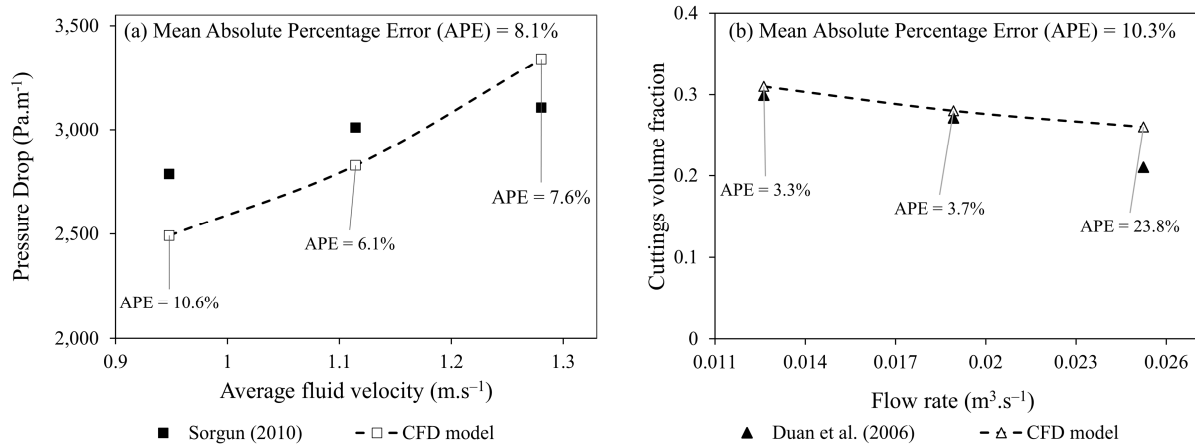 (a) Mean Absolute Percentage Error (APE) = 8.1%
3,500
3,000
2,500
2,000
Pressure Drop (Pa.m⁻¹)
APE = 7.6%
APE = 6.1%
APE – 10.6%
0.9 1 1.1 1.2 1.3
Average fluid velocity (m.s⁻¹)
Sorgun (2010) CFD model
(b) Mean Absolute Percentage Error (APE) = 10.3%
0.4
0.3
0.2
0.1
0
Cuttings volume fraction
APE = 3.3%
APE = 3.7%
APE = 23.8%
0.011 0.014 0.017 0.02 0.023 0.026
Flow rate (m³.s⁻¹)
Duan et al. (2006) CFD model